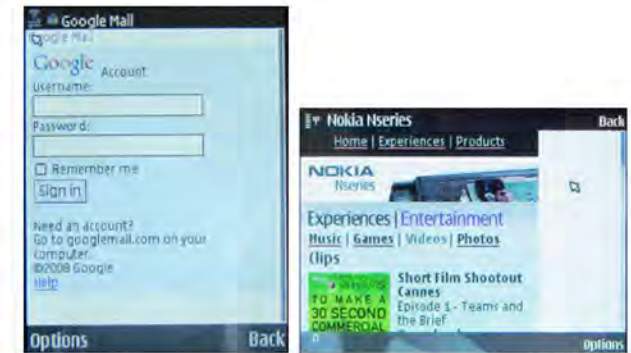 Google Mail
Google Mail
Google Account
Username:
Password:
Remember me
Sign in
Need an account?
Go to googlemail.com on your
computer.
©2008 Google
Help
Options Back
Nokia Nseries Back
Home | Experiences | Products
NOKIA
Nseries
Experiences | Entertainment
Music | Games | Videos | Photos
Clips
Short Film Shootout
Cannes
Episode 1 - Teams and
the Brief
TO MAKE A
30 SECOND
COMMERCIAL
Options